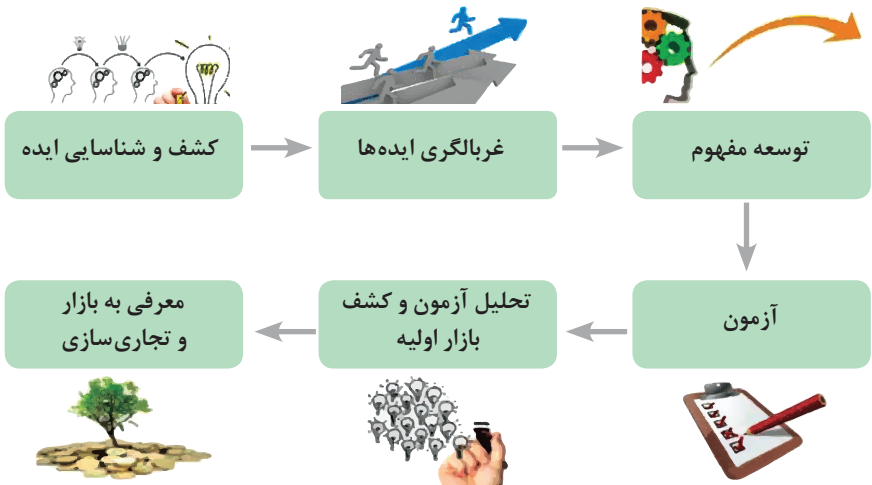 کشف و شناسایی ایده
غربالگری ایده‌ها
توسعه مفهوم
آزمون
تحلیل آزمون و کشف
بازار اولیه
معرفی به بازار
و تجاری‌سازی